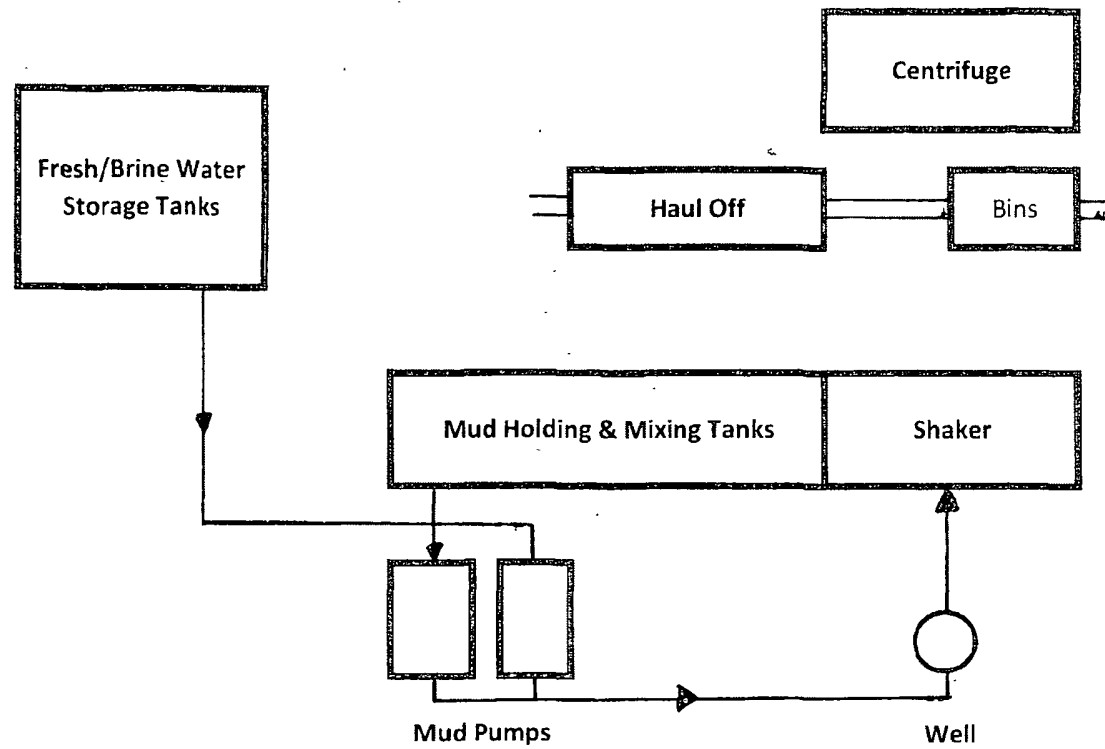 Centrifuge
Fresh/Brine Water
Storage Tanks
Haul Off
Bins
Mud Holding & Mixing Tanks
Shaker
Mud Pumps
Well